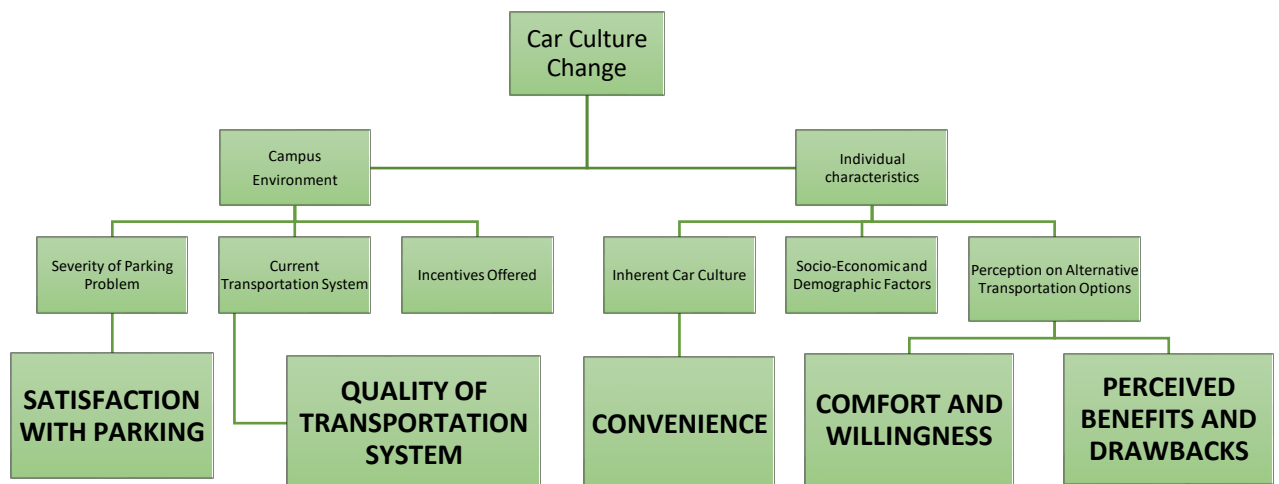 Car Culture
Change
Campus
Environment
Individual
characteristics
Severity of Parking
Problem
Current
Transportation System
Incentives Offered
Inherent Car Culture
Socio-Economic and
Demographic Factors
Perception on Alternative
Transportation Options
SATISFACTION
WITH PARKING
QUALITY OF
TRANSPORTATION
SYSTEM
CONVENIENCE
COMFORT AND
WILLINGNESS
PERCEIVED
BENEFITS AND
DRAWBACKS